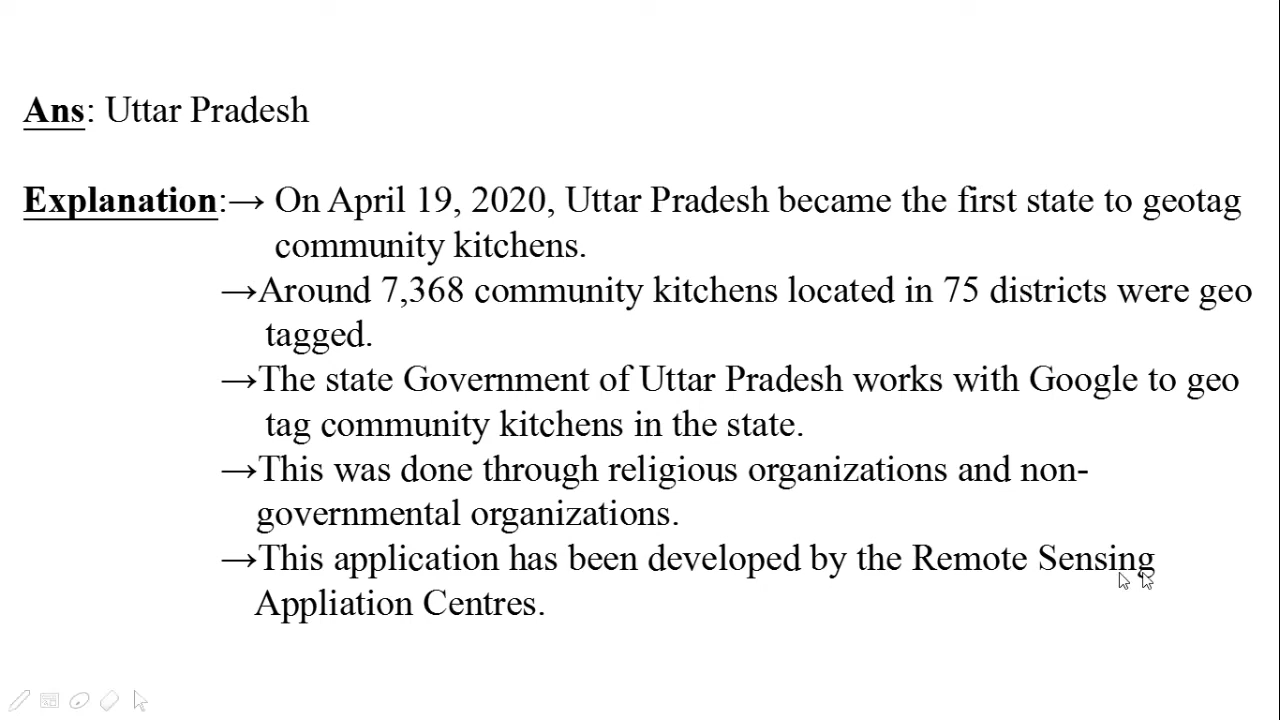 Ans: Uttar Pradesh
Explanation:→ On April 19, 2020, Uttar Pradesh became the first state to geotag
community kitchens.
→Around 7,368 community kitchens located in 75 districts were geo
tagged.
→The state Government of Uttar Pradesh works with Google to geo
tag community kitchens in the state.
→This was done through religious organizations and non-
governmental organizations.
→This application has been developed by the Remote Sensing
Appliation Centres.